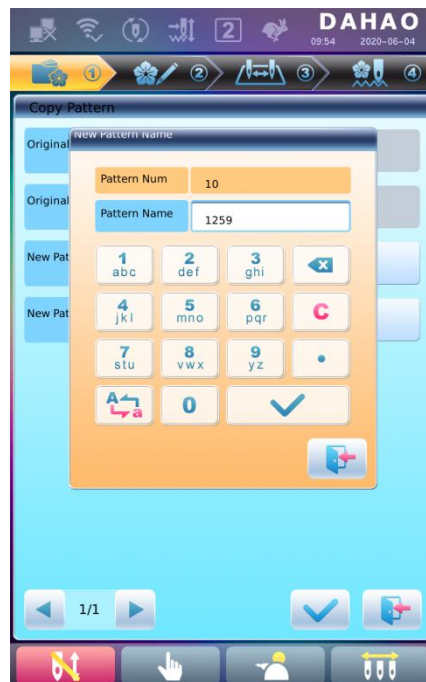 2
DAHAO
09:54 2020-06-04
① ② ③ ④
Copy Pattern
New Pattern Name
Original
Pattern Num 10
Pattern Name 1259
Original
New Pat
1 2 3
abc def ghi
New Pat
4 5 6 C
jkl mno pqr
7 8 9 •
stu vwx yz
A a 0
1/1